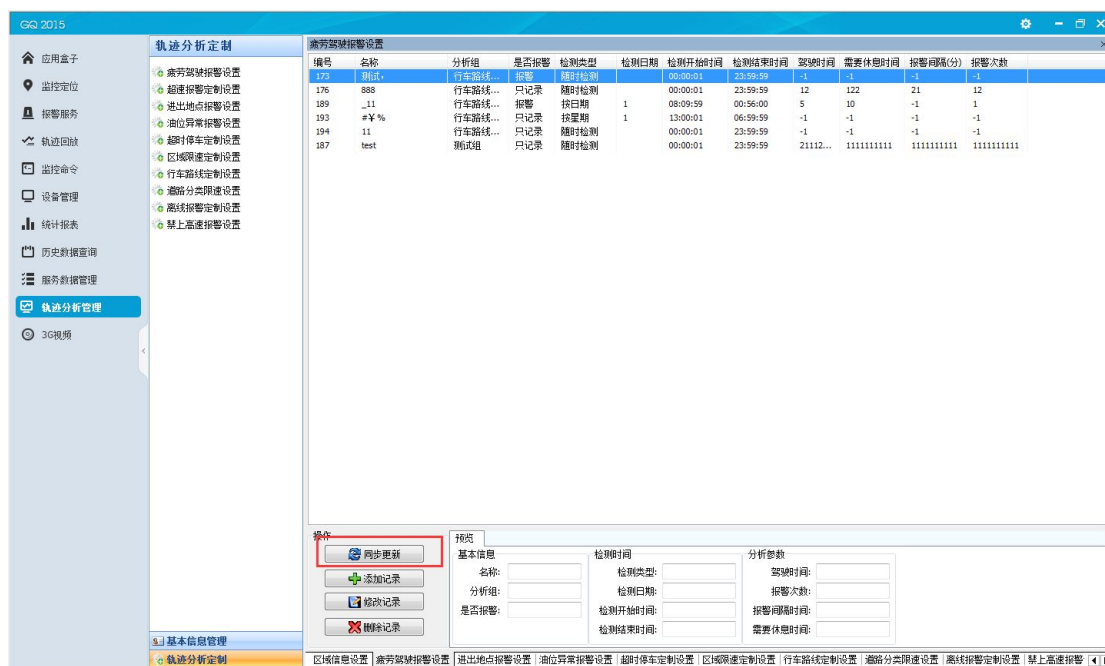 GQ 2015
应用盒子
监控定位
报警服务
轨迹回放
监控命令
设备管理
统计报表
历史数据查询
服务数据管理
轨迹分析管理
3G视频
轨迹分析定制
疲劳驾驶报警设置
超速报警定制设置
进出地点报警设置
油位异常报警设置
超时停车定制设置
区域限速定制设置
行车路线定制设置
道路分类限速设置
离线报警定制设置
禁上高速报警设置
基本信息管理
轨迹分析定制
疲劳驾驶报警设置
编号 名称 分析组 是否报警 检测类型 检测日期 检测开始时间 检测结束时间 驾驶时间 需要休息时间 报警间隔(分) 报警次数
173 测试, 行车路线... 报警 随时检测 00:00:01 23:59:59 -1 -1 -1 -1
176 888 行车路线... 只记录 随时检测 00:00:01 23:59:59 12 122 21 12
189 _11 行车路线... 报警 按日期 1 08:09:59 00:56:00 5 10 -1 1
193 #￥% 行车路线... 只记录 按星期 1 13:00:01 06:59:59 -1 -1 -1 -1
194 11 行车路线... 只记录 随时检测 00:00:01 23:59:59 -1 -1 -1 -1
187 test 测试组 只记录 随时检测 00:00:01 23:59:59 21112... 1111111111 1111111111 1111111111
操作
同步更新
添加记录
修改记录
删除记录
预览
基本信息
名称:
分析组:
是否报警:
检测时间
检测类型:
检测日期:
检测开始时间:
检测结束时间:
分析参数
驾驶时间:
报警次数:
报警间隔时间:
需要休息时间:
区域信息设置 疲劳驾驶报警设置 进出地点报警设置 油位异常报警设置 超时停车定制设置 区域限速定制设置 行车路线定制设置 道路分类限速设置 离线报警定制设置 禁上高速报警